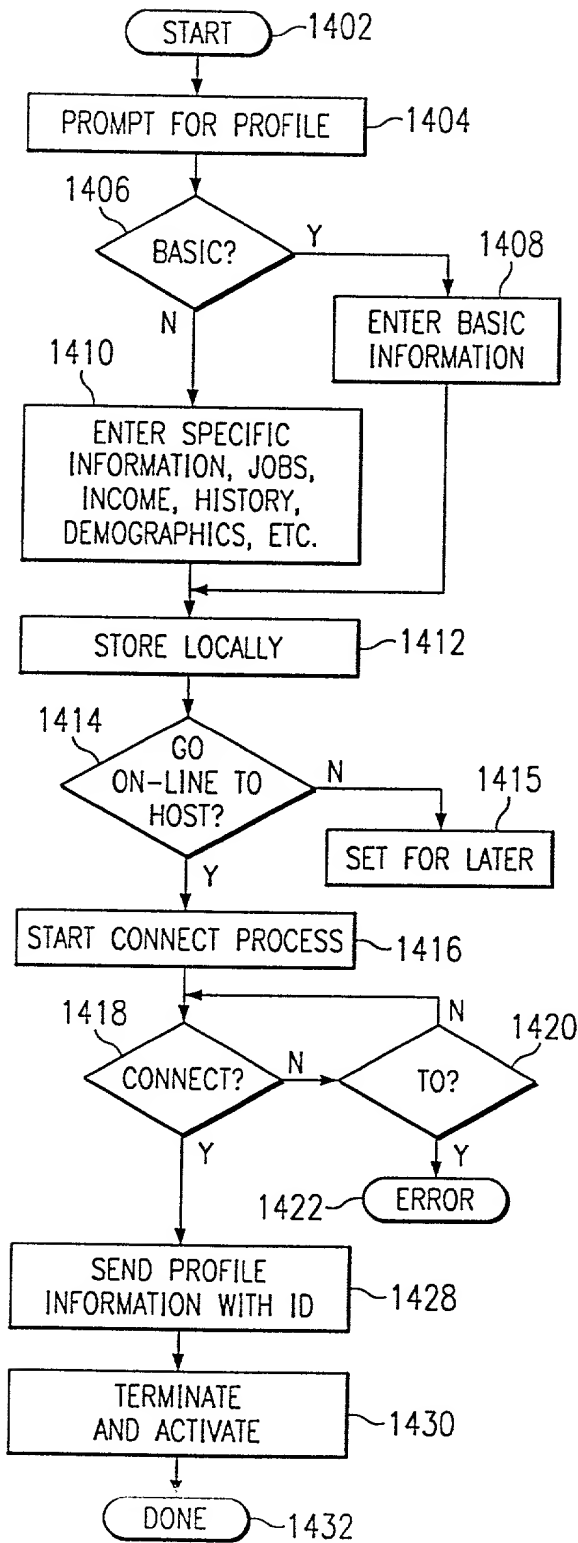 START
1402
PROMPT FOR PROFILE
1404
1406
BASIC?
Y
N
1408
ENTER BASIC
INFORMATION
1410
ENTER SPECIFIC
INFORMATION, JOBS,
INCOME, HISTORY,
DEMOGRAPHICS, ETC.
STORE LOCALLY
1412
1414
GO
ON-LINE TO
HOST?
N
Y
1415
SET FOR LATER
START CONNECT PROCESS
1416
1418
CONNECT?
N
Y
1420
TO?
N
Y
1422
ERROR
SEND PROFILE
INFORMATION WITH ID
1428
TERMINATE
AND ACTIVATE
1430
DONE
1432